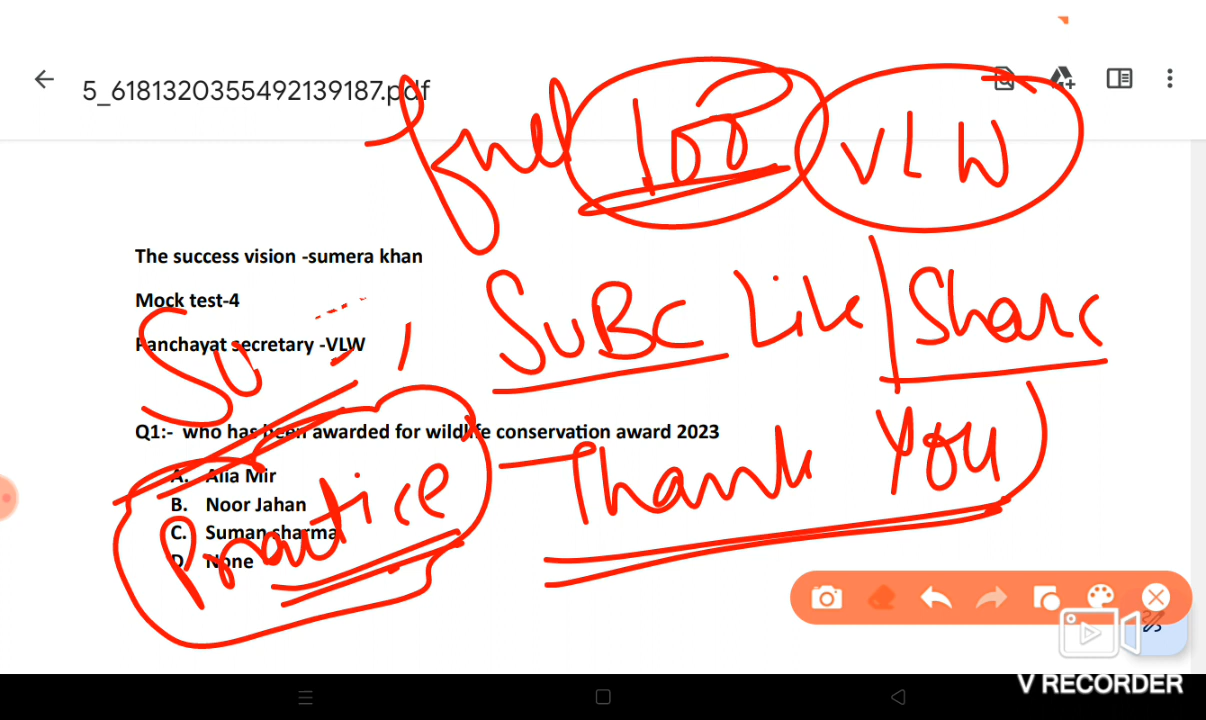 5_6181320355492139187.pdf
full 100 VLW
The success vision -sumera khan
Mock test-4
SUBC Like Share
Panchayat secretary -VLW
Su
Thank You
Q1:- who has been awarded for wildlife conservation award 2023
A. Alia Mir
B. Noor Jahan
C. Suman sharma
D. None
Practice
V RECORDER